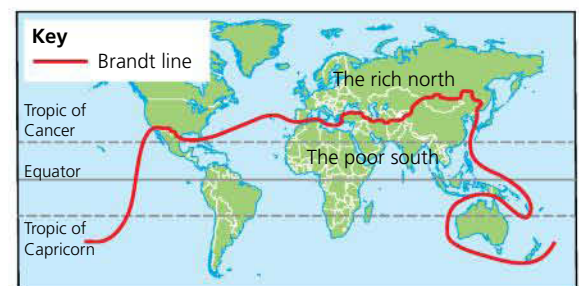 Key
Brandt line
The rich north
Tropic of
Cancer
The poor south
Equator
Tropic of
Capricorn